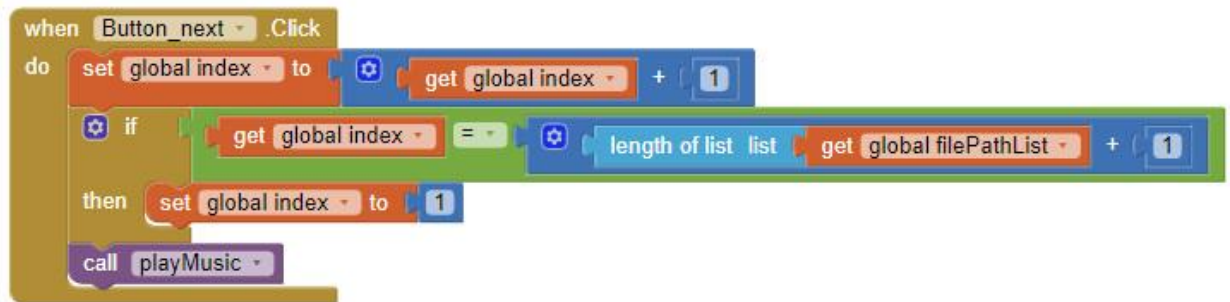 when Button_next .Click
do set global index to get global index + 1
if get global index = length of list list get global filePathList + 1
then set global index to 1
call playMusic